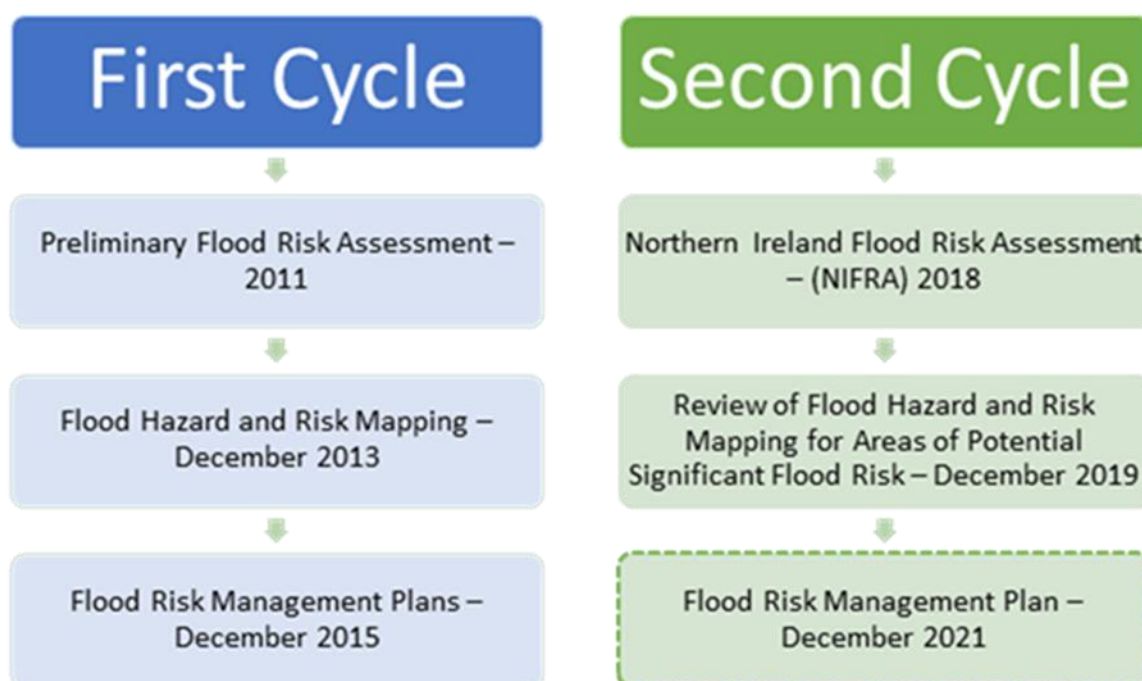 First Cycle
Preliminary Flood Risk Assessment –
2011
Flood Hazard and Risk Mapping –
December 2013
Flood Risk Management Plans –
December 2015
Second Cycle
Northern Ireland Flood Risk Assessment
– (NIFRA) 2018
Review of Flood Hazard and Risk
Mapping for Areas of Potential
Significant Flood Risk – December 2019
Flood Risk Management Plan –
December 2021